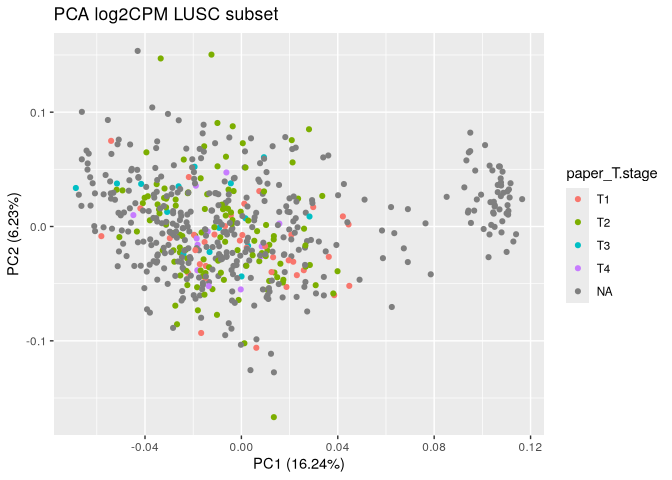 PCA log2CPM LUSC subset
PC2 (6.23%)
0.1
0.0
-0.1
-0.04
0.00
0.04
0.08
0.12
PC1 (16.24%)
paper_T.stage
T1
T2
T3
T4
NA